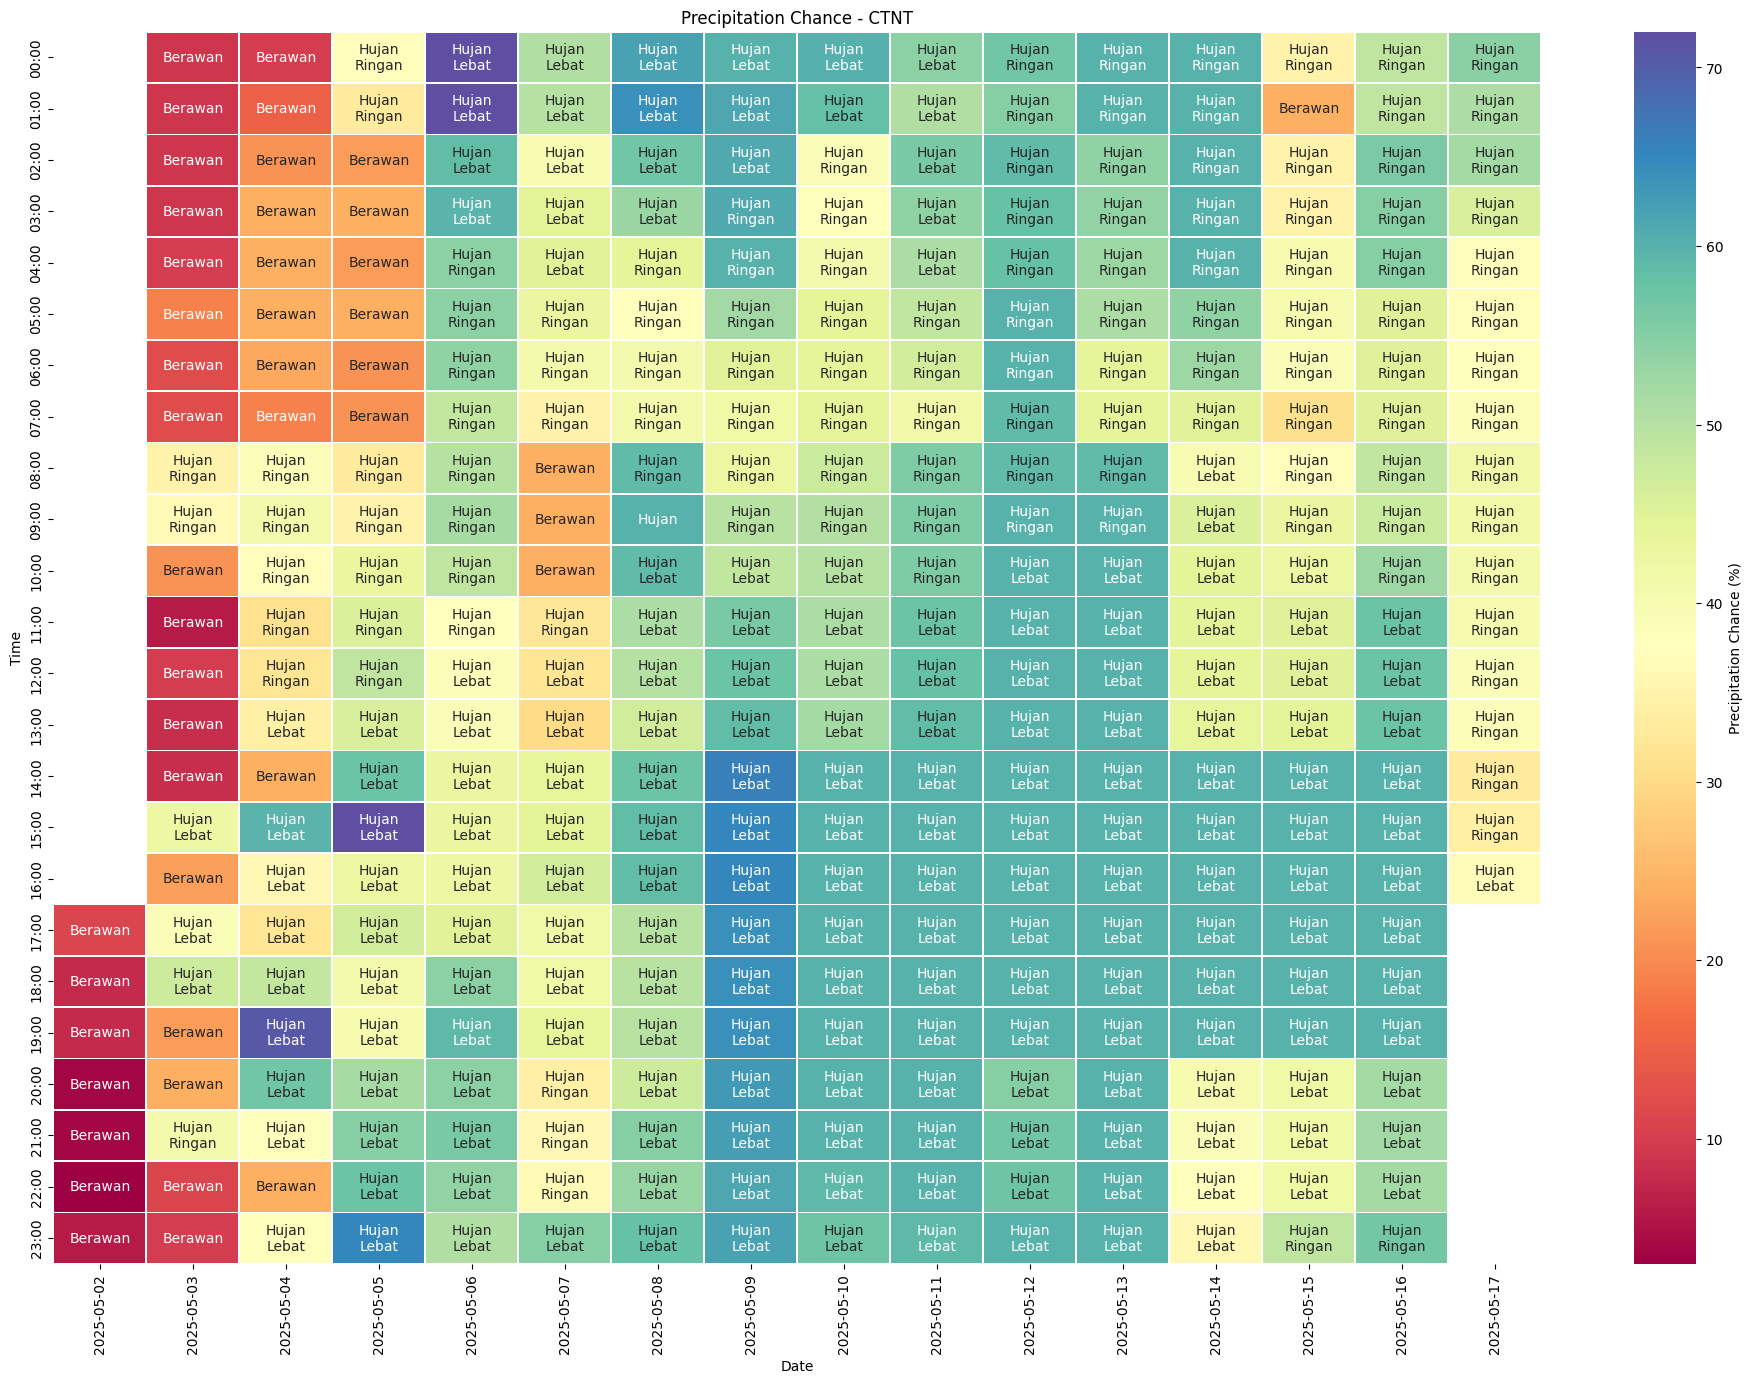 Precipitation Chance - CTNT
00:00 Berawan Berawan Hujan Ringan Hujan Lebat Hujan Lebat Hujan Lebat Hujan Lebat Hujan Lebat Hujan Lebat Hujan Ringan Hujan Ringan Hujan Ringan Hujan Ringan Hujan Ringan Hujan Ringan
01:00 Berawan Berawan Hujan Ringan Hujan Lebat Hujan Lebat Hujan Lebat Hujan Lebat Hujan Lebat Hujan Lebat Hujan Ringan Hujan Ringan Hujan Ringan Berawan Hujan Ringan Hujan Ringan
02:00 Berawan Berawan Berawan Hujan Lebat Hujan Lebat Hujan Lebat Hujan Lebat Hujan Ringan Hujan Lebat Hujan Ringan Hujan Ringan Hujan Ringan Hujan Ringan Hujan Ringan Hujan Ringan
03:00 Berawan Berawan Berawan Hujan Lebat Hujan Lebat Hujan Lebat Hujan Ringan Hujan Ringan Hujan Lebat Hujan Ringan Hujan Ringan Hujan Ringan Hujan Ringan Hujan Ringan Hujan Ringan
04:00 Berawan Berawan Berawan Hujan Ringan Hujan Lebat Hujan Ringan Hujan Ringan Hujan Ringan Hujan Lebat Hujan Ringan Hujan Ringan Hujan Ringan Hujan Ringan Hujan Ringan Hujan Ringan
05:00 Berawan Berawan Berawan Hujan Ringan Hujan Ringan Hujan Ringan Hujan Ringan Hujan Ringan Hujan Ringan Hujan Ringan Hujan Ringan Hujan Ringan Hujan Ringan Hujan Ringan Hujan Ringan
06:00 Berawan Berawan Berawan Hujan Ringan Hujan Ringan Hujan Ringan Hujan Ringan Hujan Ringan Hujan Ringan Hujan Ringan Hujan Ringan Hujan Ringan Hujan Ringan Hujan Ringan Hujan Ringan
07:00 Berawan Berawan Berawan Hujan Ringan Hujan Ringan Hujan Ringan Hujan Ringan Hujan Ringan Hujan Ringan Hujan Ringan Hujan Ringan Hujan Ringan Hujan Ringan Hujan Ringan Hujan Ringan
08:00 Hujan Ringan Hujan Ringan Hujan Ringan Hujan Ringan Berawan Hujan Ringan Hujan Ringan Hujan Ringan Hujan Ringan Hujan Ringan Hujan Ringan Hujan Lebat Hujan Ringan Hujan Ringan Hujan Ringan
09:00 Hujan Ringan Hujan Ringan Hujan Ringan Hujan Ringan Berawan Hujan Hujan Ringan Hujan Ringan Hujan Ringan Hujan Ringan Hujan Ringan Hujan Lebat Hujan Ringan Hujan Ringan Hujan Ringan
10:00 Berawan Hujan Ringan Hujan Ringan Hujan Ringan Berawan Hujan Lebat Hujan Lebat Hujan Lebat Hujan Ringan Hujan Lebat Hujan Lebat Hujan Lebat Hujan Lebat Hujan Ringan Hujan Ringan
11:00 Berawan Hujan Ringan Hujan Ringan Hujan Ringan Hujan Ringan Hujan Lebat Hujan Lebat Hujan Lebat Hujan Lebat Hujan Lebat Hujan Lebat Hujan Lebat Hujan Lebat Hujan Lebat Hujan Ringan
12:00 Berawan Hujan Ringan Hujan Ringan Hujan Lebat Hujan Lebat Hujan Lebat Hujan Lebat Hujan Lebat Hujan Lebat Hujan Lebat Hujan Lebat Hujan Lebat Hujan Lebat Hujan Lebat Hujan Ringan
13:00 Berawan Hujan Lebat Hujan Lebat Hujan Lebat Hujan Lebat Hujan Lebat Hujan Lebat Hujan Lebat Hujan Lebat Hujan Lebat Hujan Lebat Hujan Lebat Hujan Lebat Hujan Lebat Hujan Ringan
14:00 Berawan Berawan Hujan Lebat Hujan Lebat Hujan Lebat Hujan Lebat Hujan Lebat Hujan Lebat Hujan Lebat Hujan Lebat Hujan Lebat Hujan Lebat Hujan Lebat Hujan Lebat Hujan Ringan
15:00 Hujan Lebat Hujan Lebat Hujan Lebat Hujan Lebat Hujan Lebat Hujan Lebat Hujan Lebat Hujan Lebat Hujan Lebat Hujan Lebat Hujan Lebat Hujan Lebat Hujan Lebat Hujan Lebat Hujan Ringan
16:00 Berawan Hujan Lebat Hujan Lebat Hujan Lebat Hujan Lebat Hujan Lebat Hujan Lebat Hujan Lebat Hujan Lebat Hujan Lebat Hujan Lebat Hujan Lebat Hujan Lebat Hujan Lebat Hujan Lebat
17:00 Berawan Hujan Lebat Hujan Lebat Hujan Lebat Hujan Lebat Hujan Lebat Hujan Lebat Hujan Lebat Hujan Lebat Hujan Lebat Hujan Lebat Hujan Lebat Hujan Lebat Hujan Lebat Hujan Lebat
18:00 Berawan Hujan Lebat Hujan Lebat Hujan Lebat Hujan Lebat Hujan Lebat Hujan Lebat Hujan Lebat Hujan Lebat Hujan Lebat Hujan Lebat Hujan Lebat Hujan Lebat Hujan Lebat Hujan Lebat
19:00 Berawan Berawan Hujan Lebat Hujan Lebat Hujan Lebat Hujan Lebat Hujan Lebat Hujan Lebat Hujan Lebat Hujan Lebat Hujan Lebat Hujan Lebat Hujan Lebat Hujan Lebat Hujan Lebat
20:00 Berawan Berawan Hujan Lebat Hujan Lebat Hujan Lebat Hujan Ringan Hujan Lebat Hujan Lebat Hujan Lebat Hujan Lebat Hujan Lebat Hujan Lebat Hujan Lebat Hujan Lebat Hujan Lebat
21:00 Berawan Hujan Ringan Hujan Lebat Hujan Lebat Hujan Lebat Hujan Ringan Hujan Lebat Hujan Lebat Hujan Lebat Hujan Lebat Hujan Lebat Hujan Lebat Hujan Lebat Hujan Lebat Hujan Lebat
22:00 Berawan Berawan Berawan Hujan Lebat Hujan Lebat Hujan Ringan Hujan Lebat Hujan Lebat Hujan Lebat Hujan Lebat Hujan Lebat Hujan Lebat Hujan Lebat Hujan Lebat Hujan Lebat
23:00 Berawan Berawan Hujan Lebat Hujan Lebat Hujan Lebat Hujan Lebat Hujan Lebat Hujan Lebat Hujan Lebat Hujan Lebat Hujan Lebat Hujan Lebat Hujan Lebat Hujan Ringan Hujan Ringan
Time
2025-05-02 2025-05-03 2025-05-04 2025-05-05 2025-05-06 2025-05-07 2025-05-08 2025-05-09 2025-05-10 2025-05-11 2025-05-12 2025-05-13 2025-05-14 2025-05-15 2025-05-16 2025-05-17
Date
70
60
50
40
30
20
10
Precipitation Chance (%)